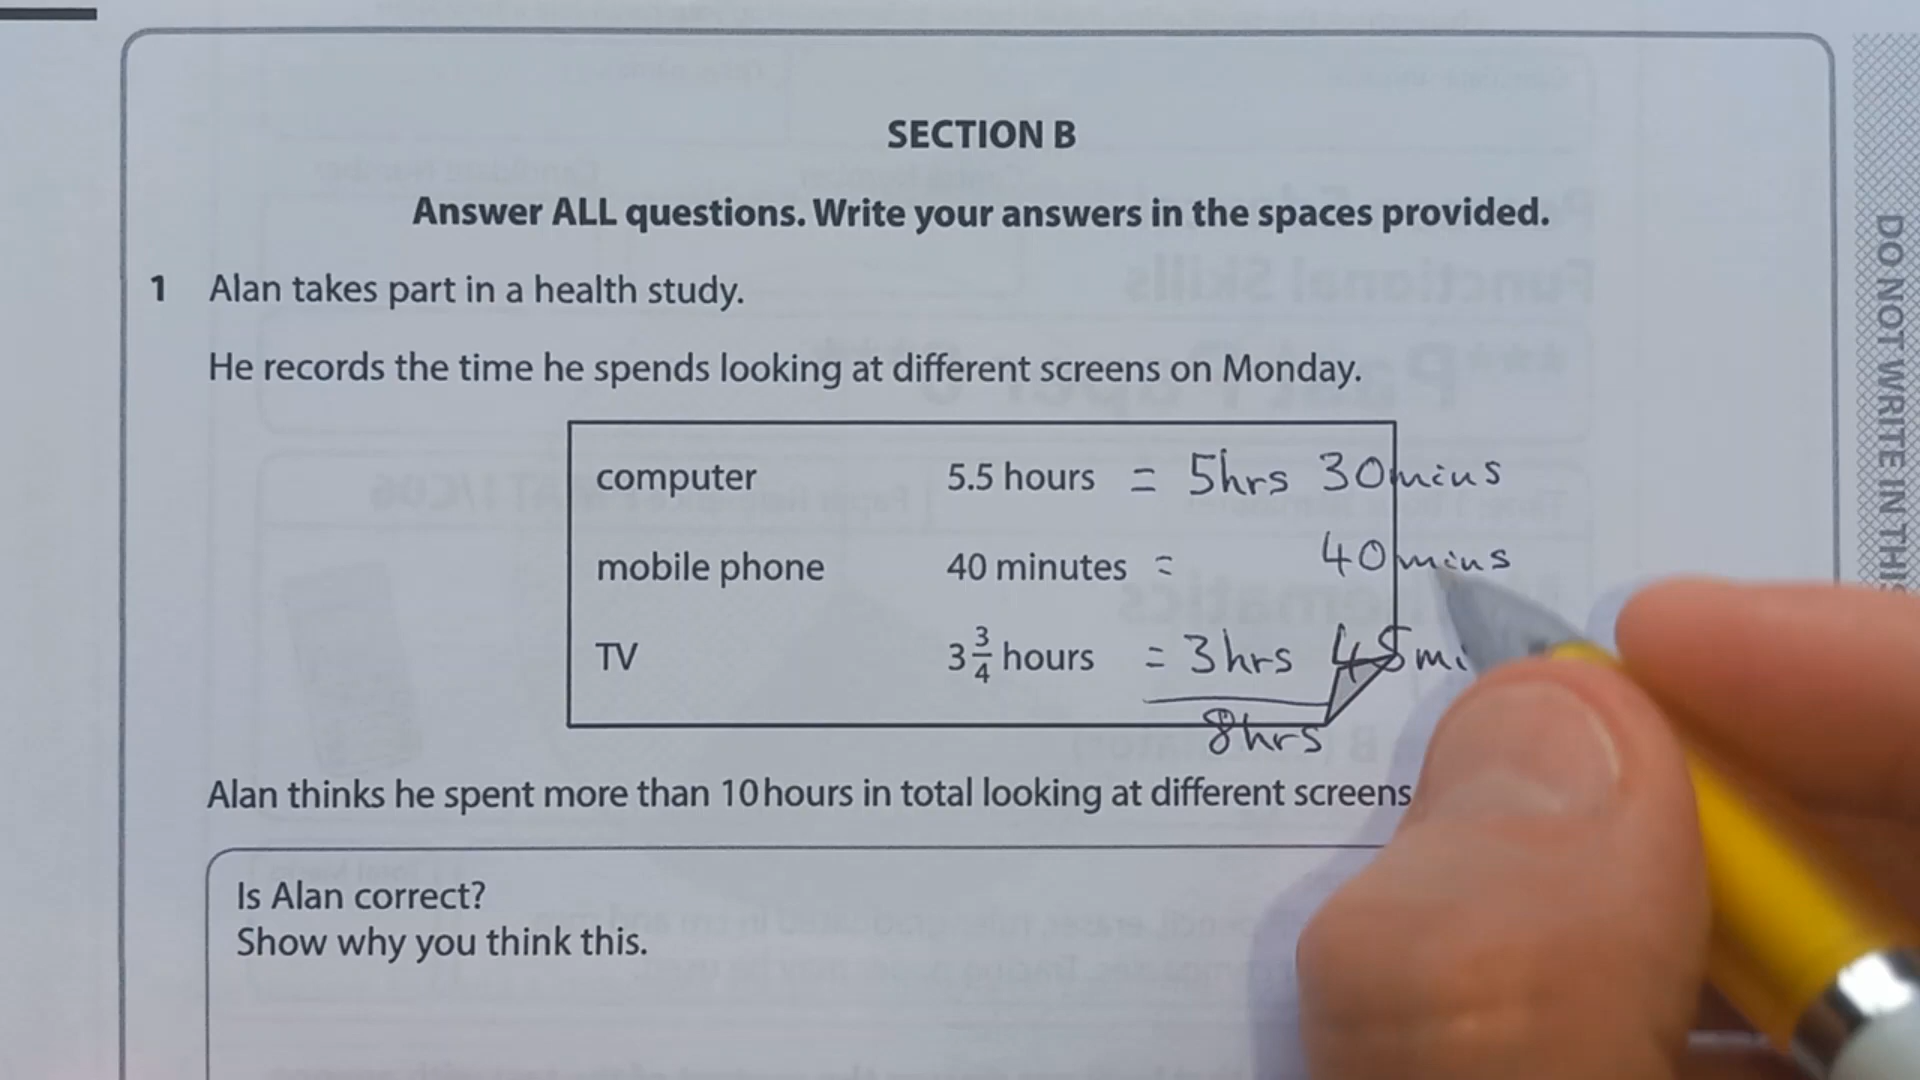 SECTION B
Answer ALL questions. Write your answers in the spaces provided.
1 Alan takes part in a health study.
He records the time he spends looking at different screens on Monday.
computer 5.5 hours = 5hrs 30mins
mobile phone 40 minutes = 40mins
TV 3 3/4 hours = 3hrs 45mi
8hrs
Alan thinks he spent more than 10 hours in total looking at different screens
Is Alan correct?
Show why you think this.
DO NOT WRITE IN THIS